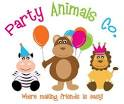 Party Animals Co.
Where making friends is easy!